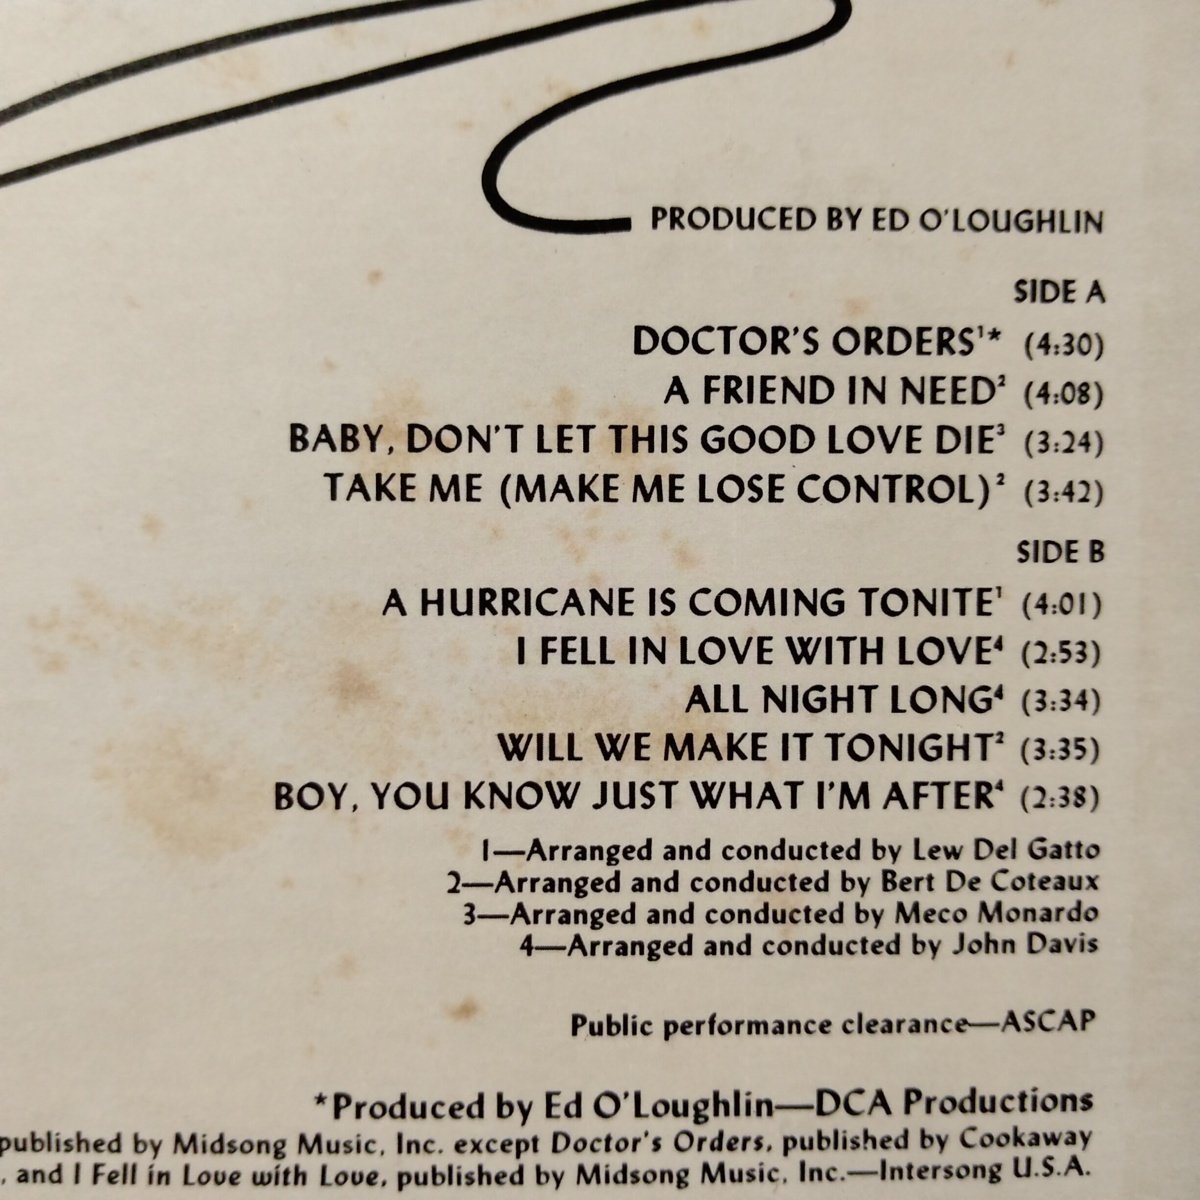 PRODUCED BY ED O'LOUGHLIN
SIDE A
DOCTOR'S ORDERS¹* (4:30)
A FRIEND IN NEED² (4:08)
BABY, DON'T LET THIS GOOD LOVE DIE³ (3:24)
TAKE ME (MAKE ME LOSE CONTROL)² (3:42)
SIDE B
A HURRICANE IS COMING TONITE¹ (4:01)
I FELL IN LOVE WITH LOVE⁴ (2:53)
ALL NIGHT LONG⁴ (3:34)
WILL WE MAKE IT TONIGHT² (3:35)
BOY, YOU KNOW JUST WHAT I'M AFTER⁴ (2:38)
1—Arranged and conducted by Lew Del Gatto
2—Arranged and conducted by Bert De Coteaux
3—Arranged and conducted by Meco Monardo
4—Arranged and conducted by John Davis
Public performance clearance—ASCAP
*Produced by Ed O'Loughlin—DCA Productions
published by Midsong Music, Inc. except Doctor's Orders, published by Cookaway
, and I Fell in Love with Love, published by Midsong Music, Inc.—Intersong U.S.A.